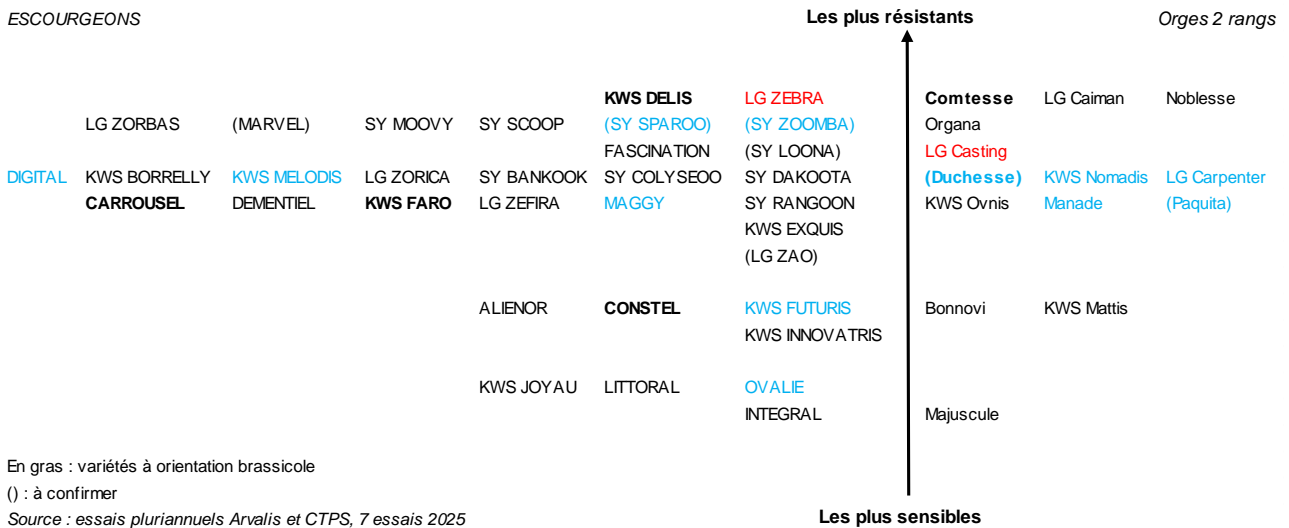 ESCOURGEONS Les plus résistants Orges 2 rangs
KWS DELIS LG ZEBRA Comtesse LG Caiman Noblesse
LG ZORBAS (MARVEL) SY MOOVY SY SCOOP (SY SPAROO) (SY ZOOMBA) Organa
FASCINATION (SY LOONA) LG Casting
DIGITAL KWS BORRELLY KWS MELODIS LG ZORICA SY BANKOOK SY COLYSEOO SY DAKOOTA (Duchesse) KWS Nomadis LG Carpenter
CARROUSEL DEMENTIEL KWS FARO LG ZEFIRA MAGGY SY RANGOON KWS Ovnis Manade (Paquita)
KWS EXQUIS
(LG ZAO)
ALIENOR CONSTEL KWS FUTURIS Bonnovi KWS Mattis
KWS INNOVATRIS
KWS JOYAU LITTORAL OVALIE
INTEGRAL Majuscule
En gras : variétés à orientation brassicole
() : à confirmer
Source : essais pluriannuels Arvalis et CTPS, 7 essais 2025 Les plus sensibles